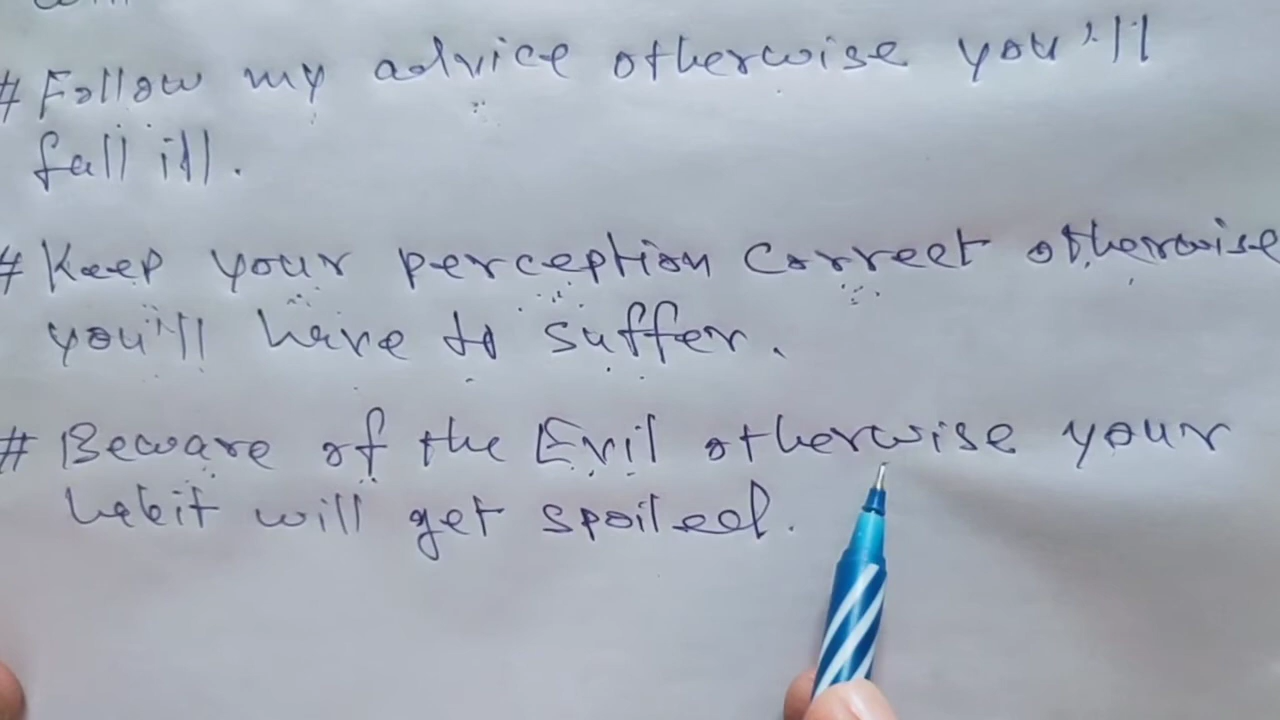 # Follow my advice otherwise you'll
fall ill.
# Keep your perception correct otherwise
you'll have to suffer.
# Beware of the Evil otherwise your
habit will get spoiled.